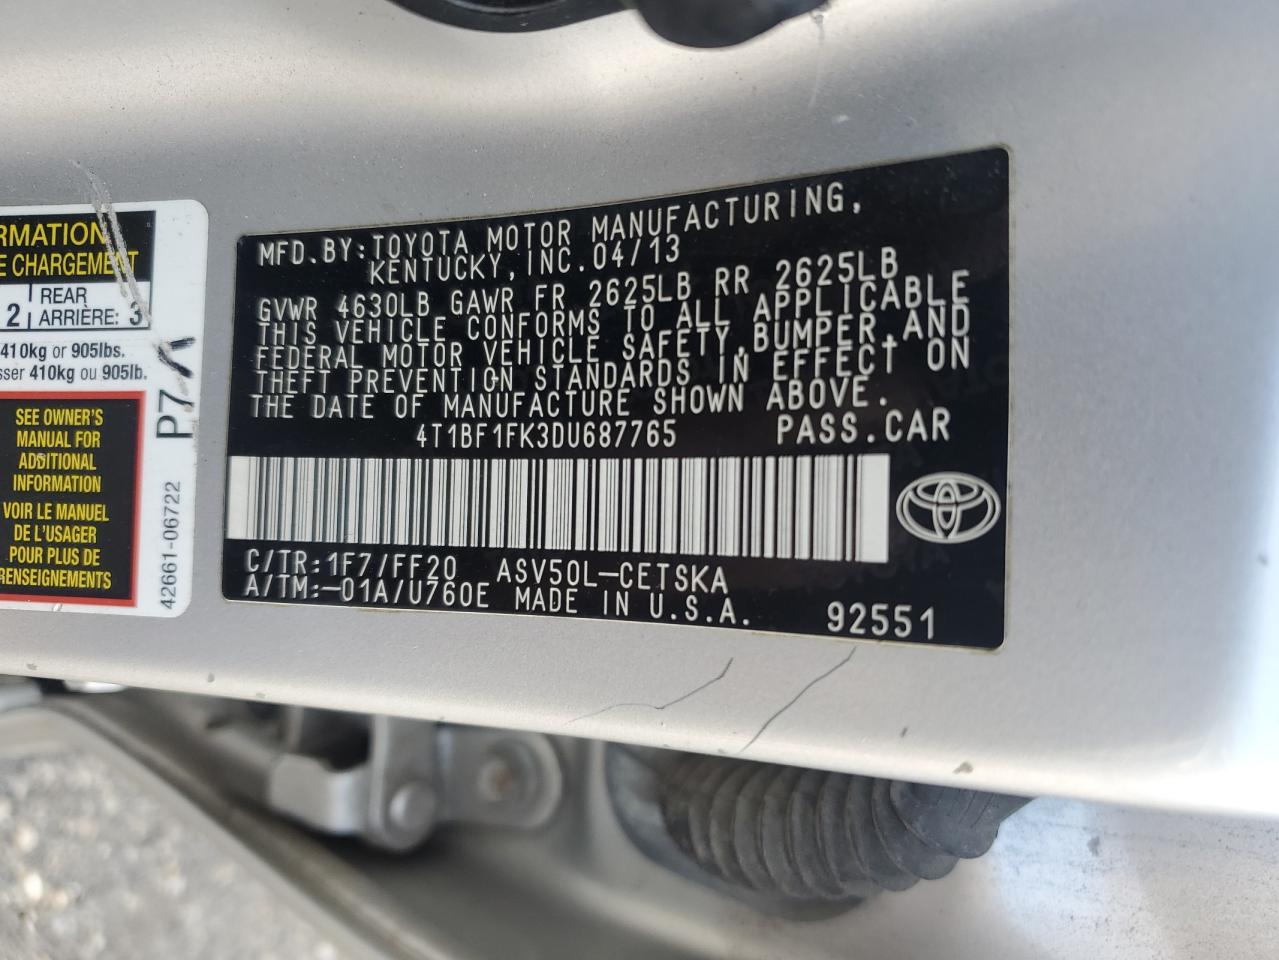 RMATION
E CHARGEMENT
2 REAR ARRIÈRE: 3
410kg or 905lbs.
sser 410kg ou 905lb.
SEE OWNER'S
MANUAL FOR
ADDITIONAL
INFORMATION
VOIR LE MANUEL
DE L'USAGER
POUR PLUS DE
RENSEIGNEMENTS
42661-06722
MFD.BY:TOYOTA MOTOR MANUFACTURING,
KENTUCKY,INC.04/13
GVWR 4630LB GAWR FR 2625LB RR 2625LB
THIS VEHICLE CONFORMS TO ALL APPLICABLE
FEDERAL MOTOR VEHICLE SAFETY,BUMPER,AND
THEFT PREVENTION STANDARDS IN EFFECT ON
THE DATE OF MANUFACTURE SHOWN ABOVE.
4T1BF1FK3DU687765 PASS.CAR
C/TR:1F7/FF20 ASV50L-CETSKA
A/TM:-01A/U760E MADE IN U.S.A. 92551